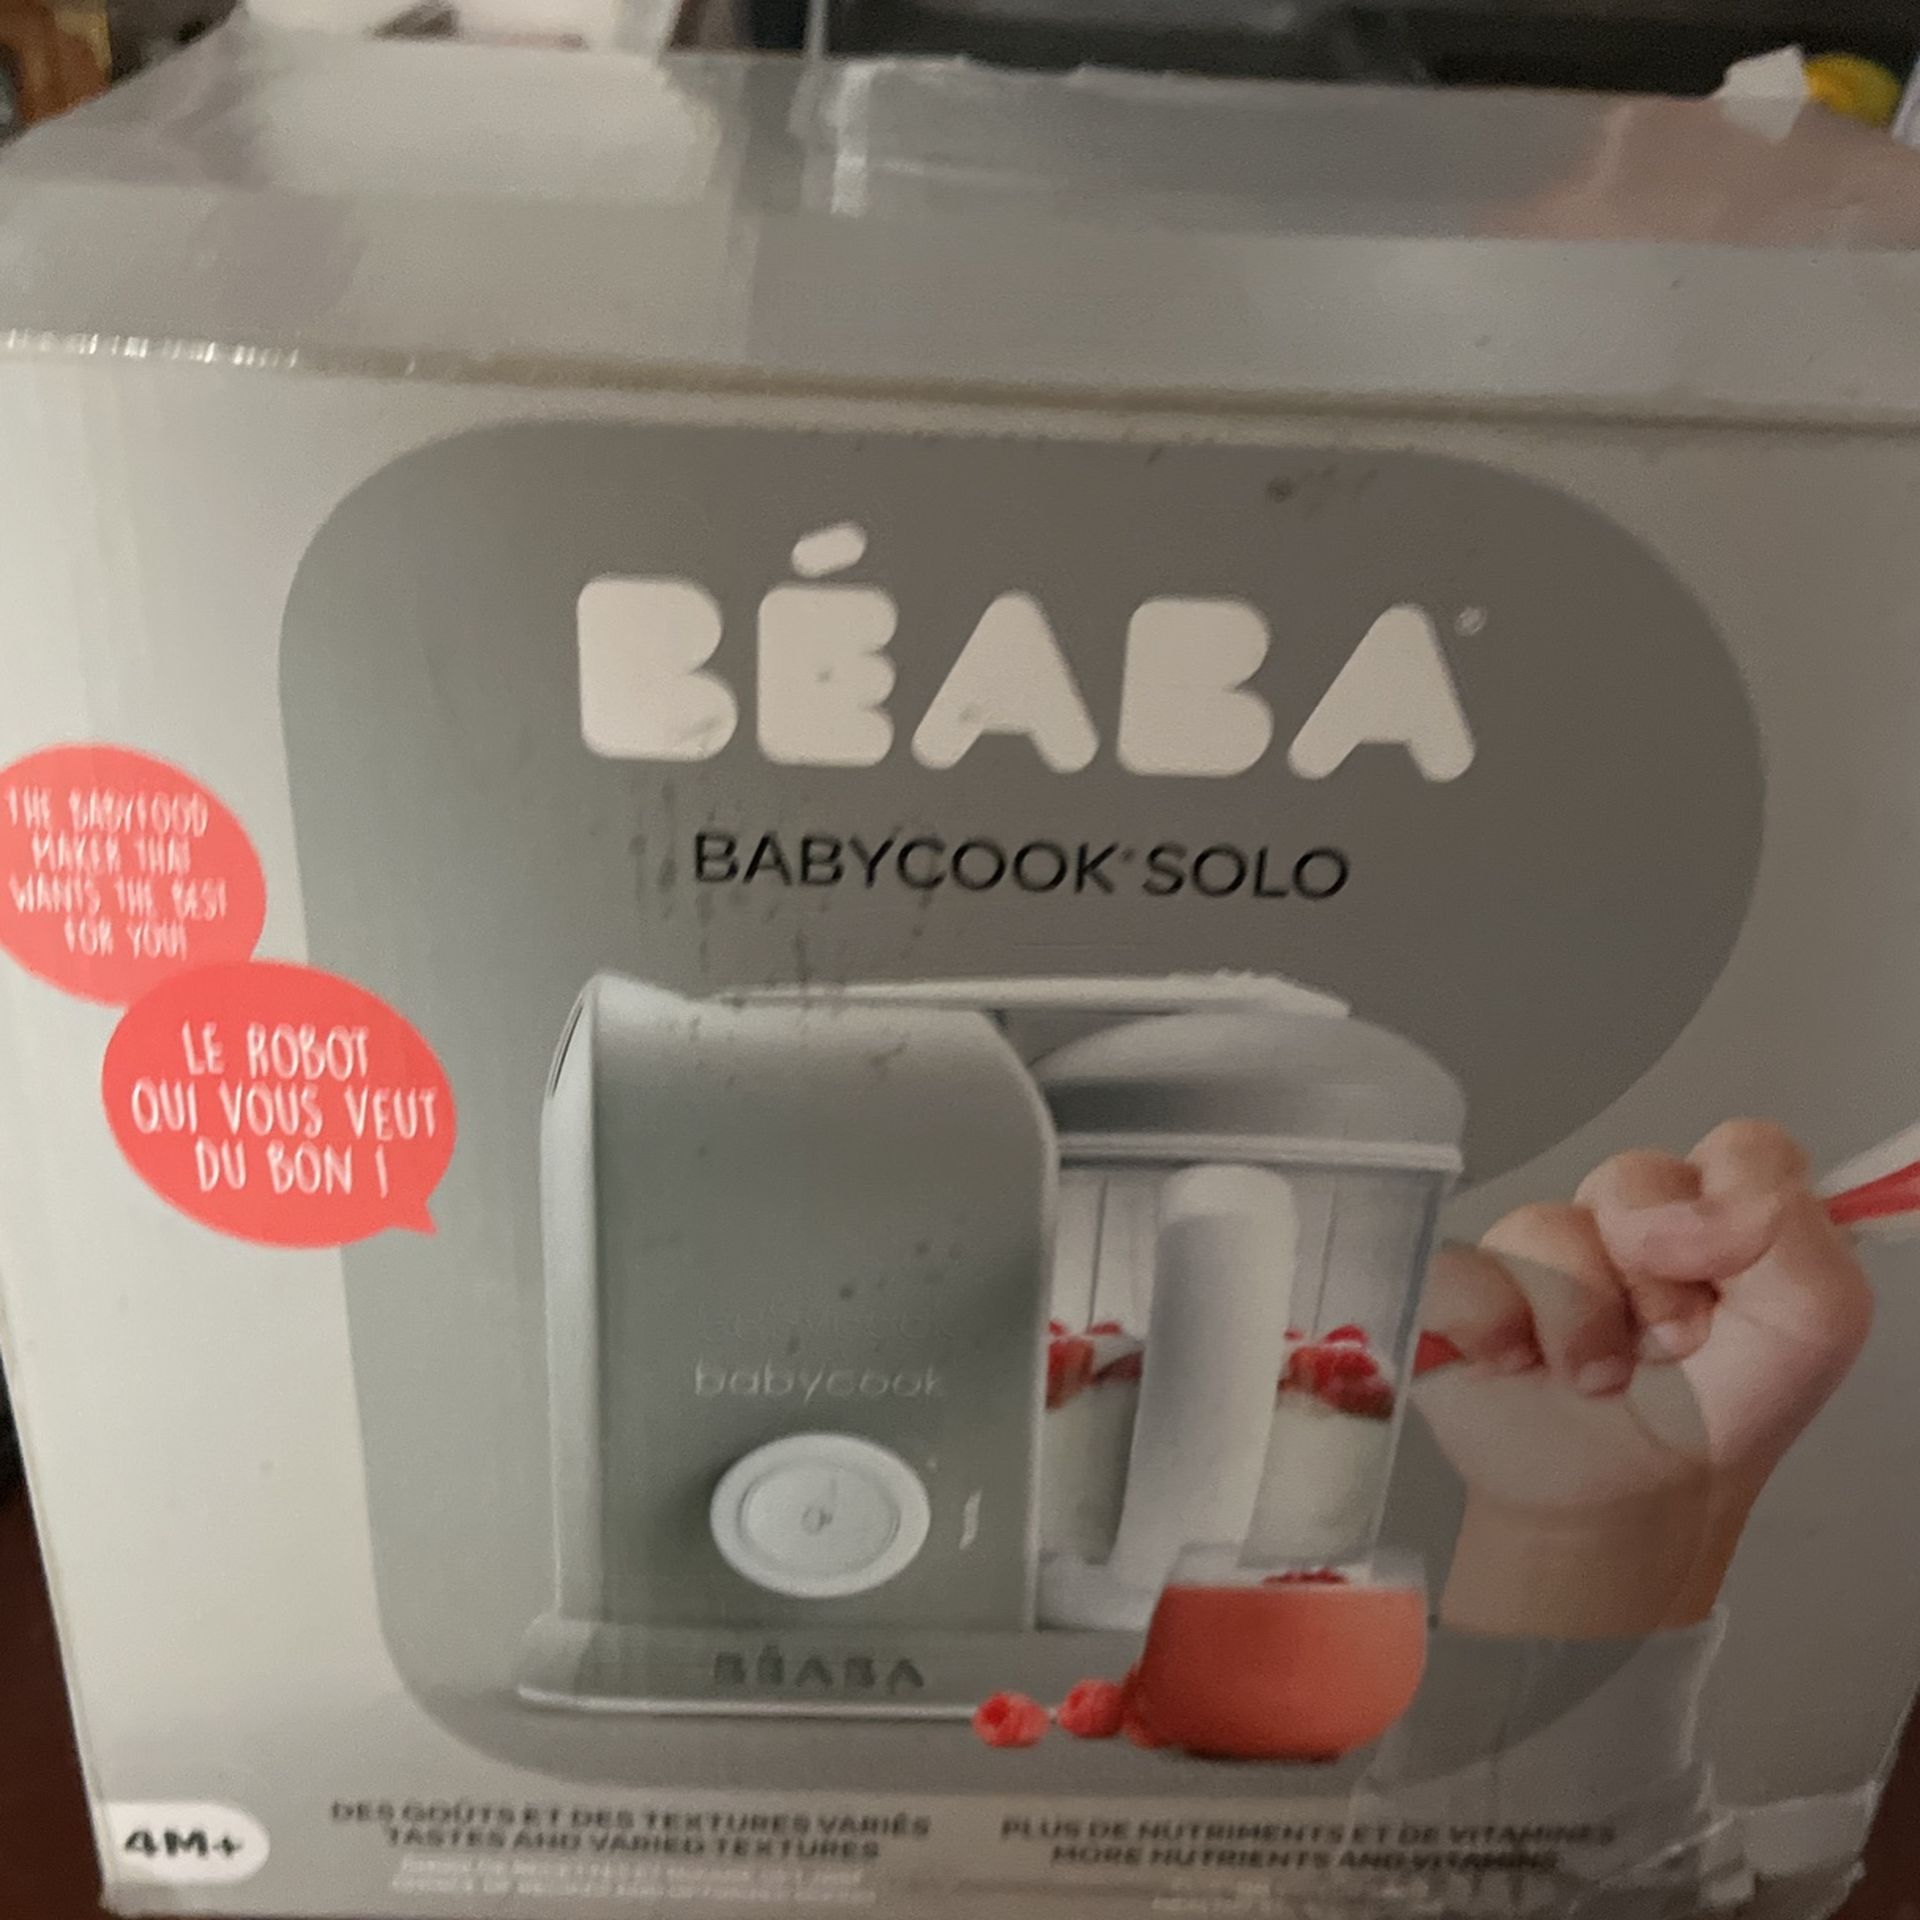 BÉABA®
BABYCOOK® SOLO
THE BABYFOOD
MAKER THAT
WANTS THE BEST
FOR YOU!
LE ROBOT
QUI VOUS VEUT
DU BON !
babycook
BÉABA
4M+
DES GOÛTS ET DES TEXTURES VARIÉS
TASTES AND VARIED TEXTURES
PLUS DE NUTRIMENTS ET DE VITAMINES
MORE NUTRIENTS AND VITAMINS